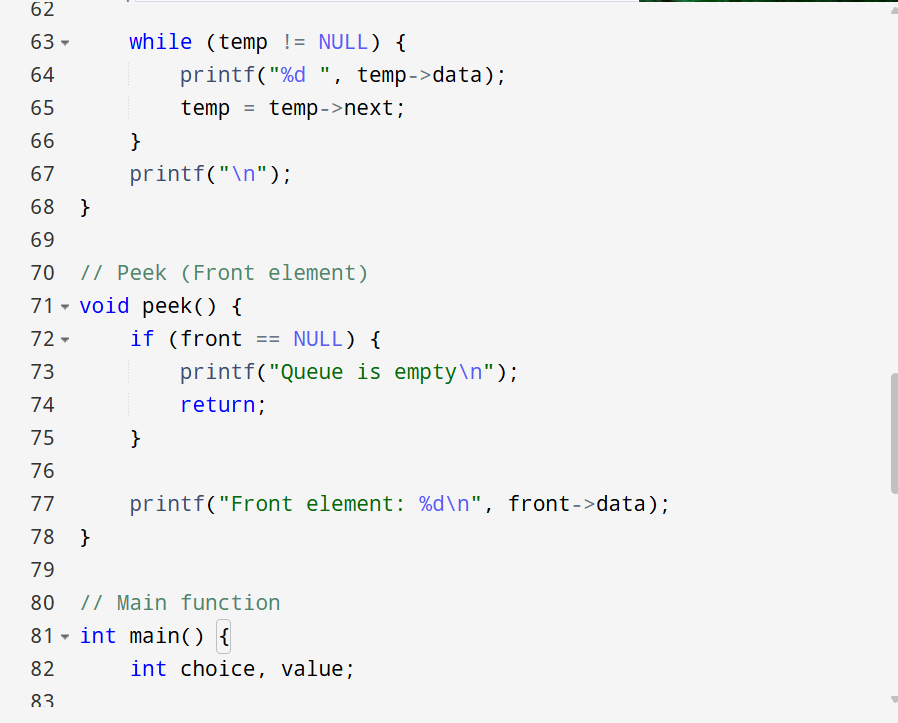 62
63 while (temp != NULL) {
64 printf("%d ", temp->data);
65 temp = temp->next;
66 }
67 printf("\n");
68 }
69
70 // Peek (Front element)
71 void peek() {
72 if (front == NULL) {
73 printf("Queue is empty\n");
74 return;
75 }
76
77 printf("Front element: %d\n", front->data);
78 }
79
80 // Main function
81 int main() {
82 int choice, value;
83